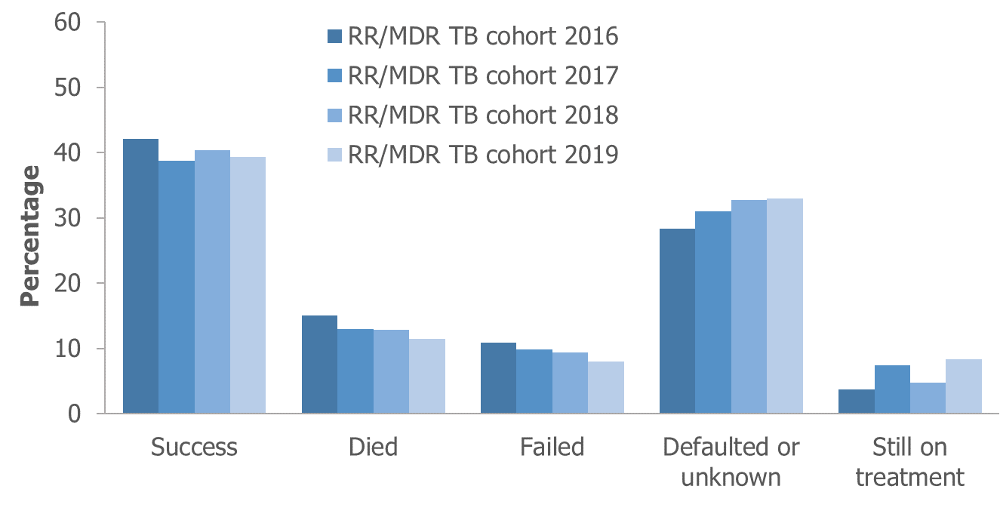 60
50
40
30
20
10
0
Percentage
RR/MDR TB cohort 2016
RR/MDR TB cohort 2017
RR/MDR TB cohort 2018
RR/MDR TB cohort 2019
Success
Died
Failed
Defaulted or
unknown
Still on
treatment